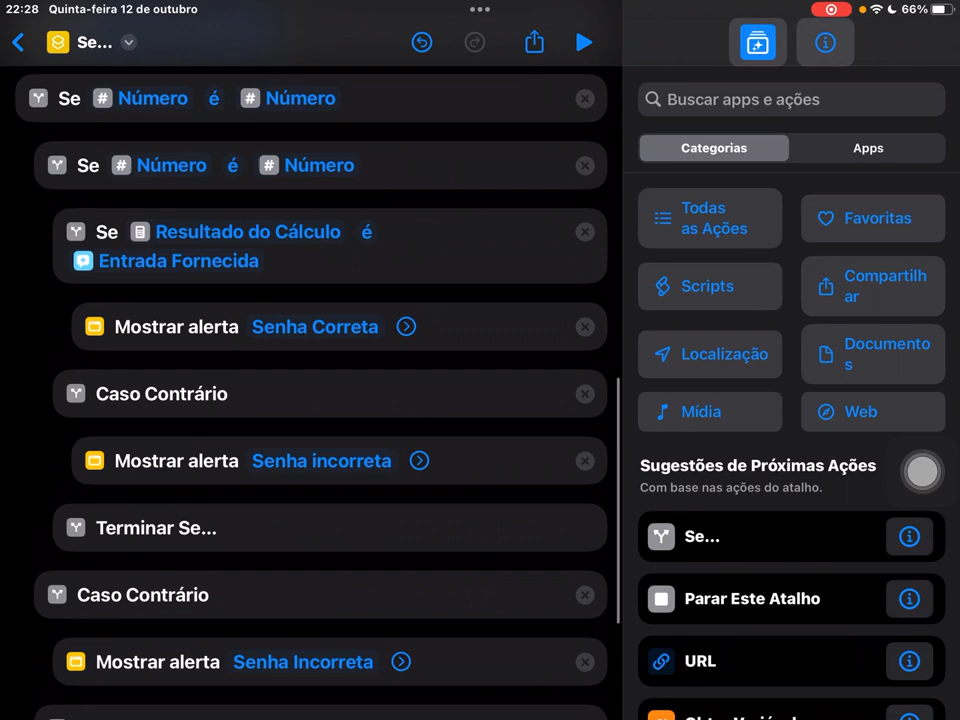 22:28 Quinta-feira 12 de outubro
66%
Se...
Se # Número é # Número
Se # Número é # Número
Se Resultado do Cálculo é
Entrada Fornecida
Mostrar alerta Senha Correta
Caso Contrário
Mostrar alerta Senha incorreta
Terminar Se...
Caso Contrário
Mostrar alerta Senha Incorreta
Buscar apps e ações
Categorias
Apps
Todas
as Ações
Favoritas
Scripts
Compartilh
ar
Localização
Documento
s
Mídia
Web
Sugestões de Próximas Ações
Com base nas ações do atalho.
Se...
Parar Este Atalho
URL